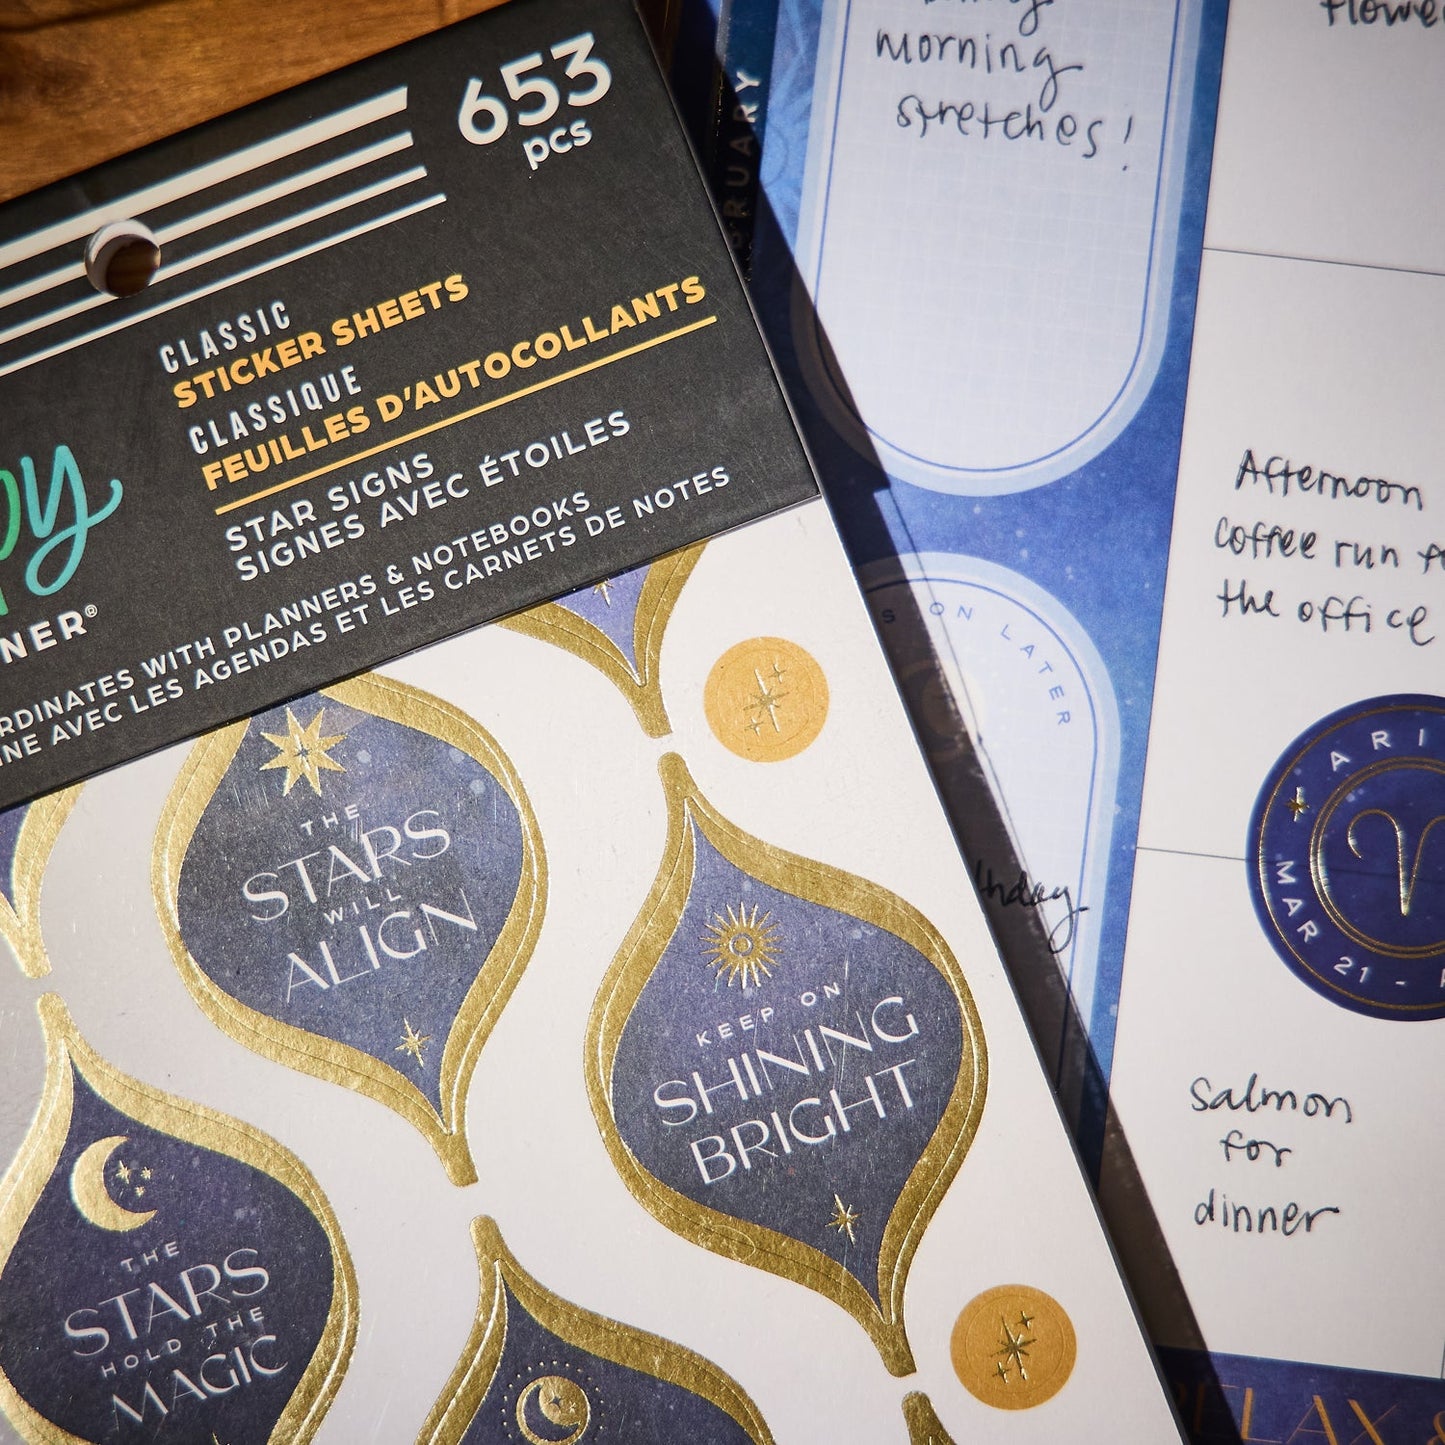 653
pcs
CLASSIC
STICKER SHEETS
CLASSIQUE
FEUILLES D'AUTOCOLLANTS
STAR SIGNS
SIGNES AVEC ÉTOILES
WITH PLANNERS & NOTEBOOKS
AVEC LES AGENDAS ET LES CARNETS DE NOTES
THE
STARS
WILL
ALIGN
KEEP ON
SHINING
BRIGHT
THE
STARS
HOLD THE
MAGIC
morning
stretches!
ON LATER
Afternoon
coffee run
the office
MAR 21 -
Salmon
for
dinner